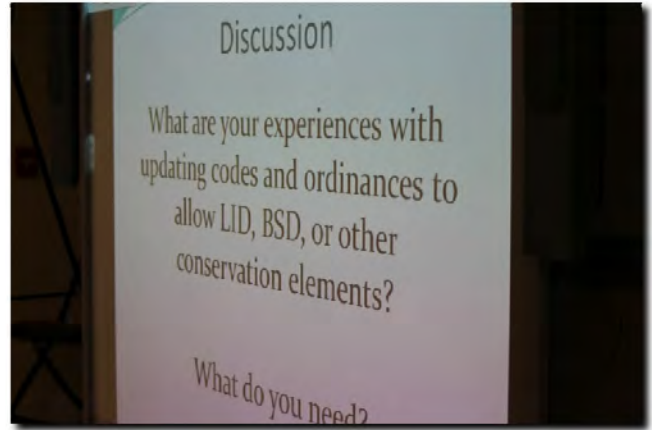 Discussion
What are your experiences with
updating codes and ordinances to
allow LID, BSD, or other
conservation elements?
What do you need?